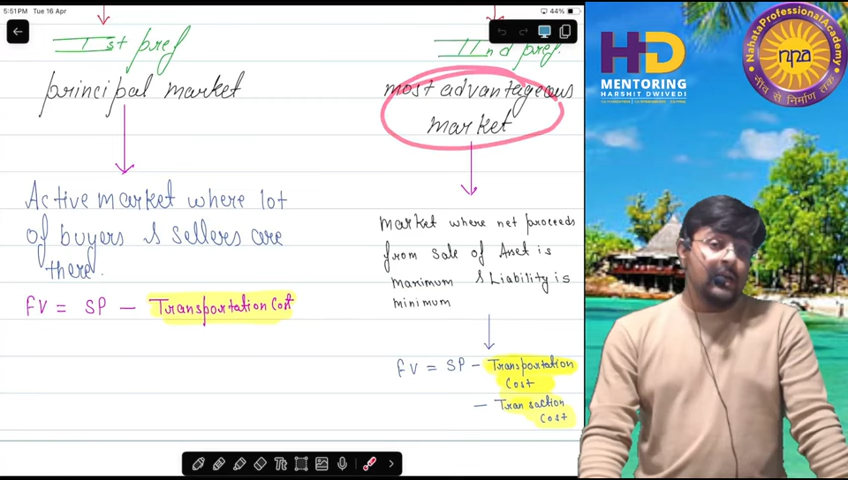 5:51PM Tue 16 Apr
44%
Ist pref
principal market
Active market where lot
of buyers & sellers are
there.
FV = SP - Transportation Cost
IInd pref.
most advantageous
market
market where net proceeds
from sale of Asset is
maximum & Liability is
minimum
FV = SP - Transportation
Cost
- Transaction
Cost
HD
MENTORING
HARSHIT DWIVEDI
Nahata Professional Academy
npa
नींव से निर्माण तक